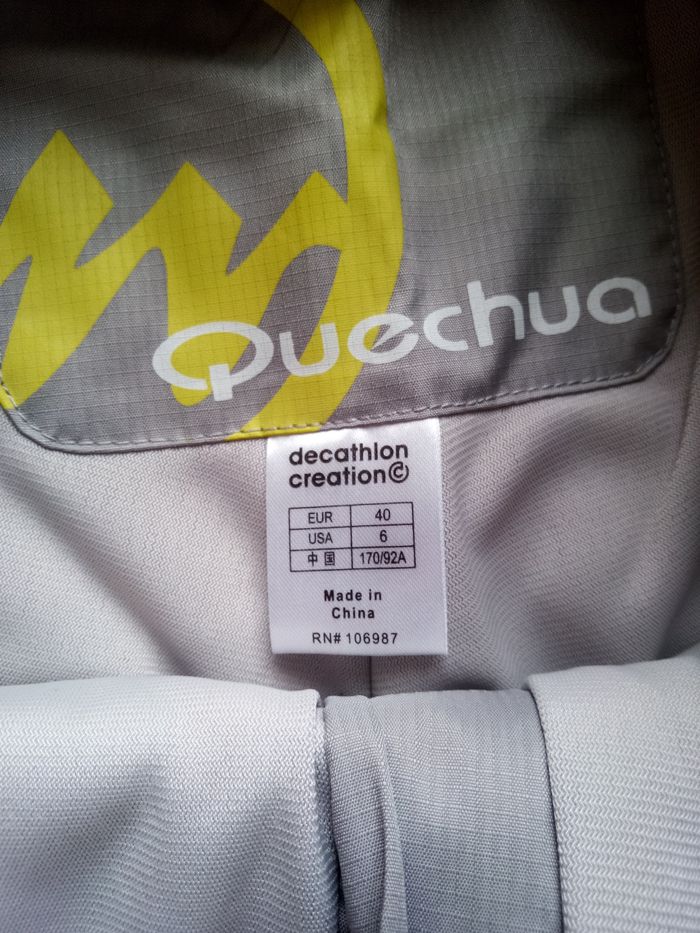 Quechua
decathlon
creation©
EUR 40
USA 6
中国 170/92A
Made in
China
RN# 106987